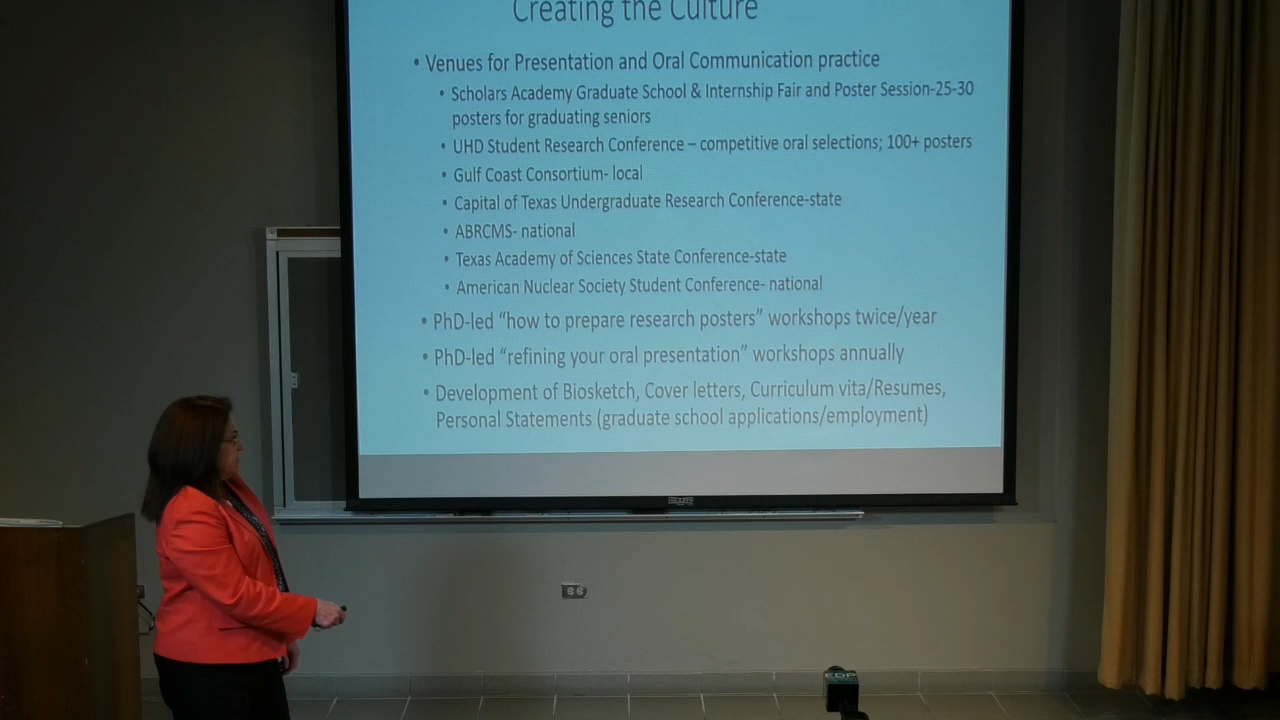 Creating the Culture
• Venues for Presentation and Oral Communication practice
• Scholars Academy Graduate School & Internship Fair and Poster Session-25-30
posters for graduating seniors
• UHD Student Research Conference – competitive oral selections; 100+ posters
• Gulf Coast Consortium- local
• Capital of Texas Undergraduate Research Conference-state
• ABRCMS- national
• Texas Academy of Sciences State Conference-state
• American Nuclear Society Student Conference- national
• PhD-led “how to prepare research posters” workshops twice/year
• PhD-led “refining your oral presentation” workshops annually
• Development of Biosketch, Cover letters, Curriculum vita/Resumes,
Personal Statements (graduate school applications/employment)